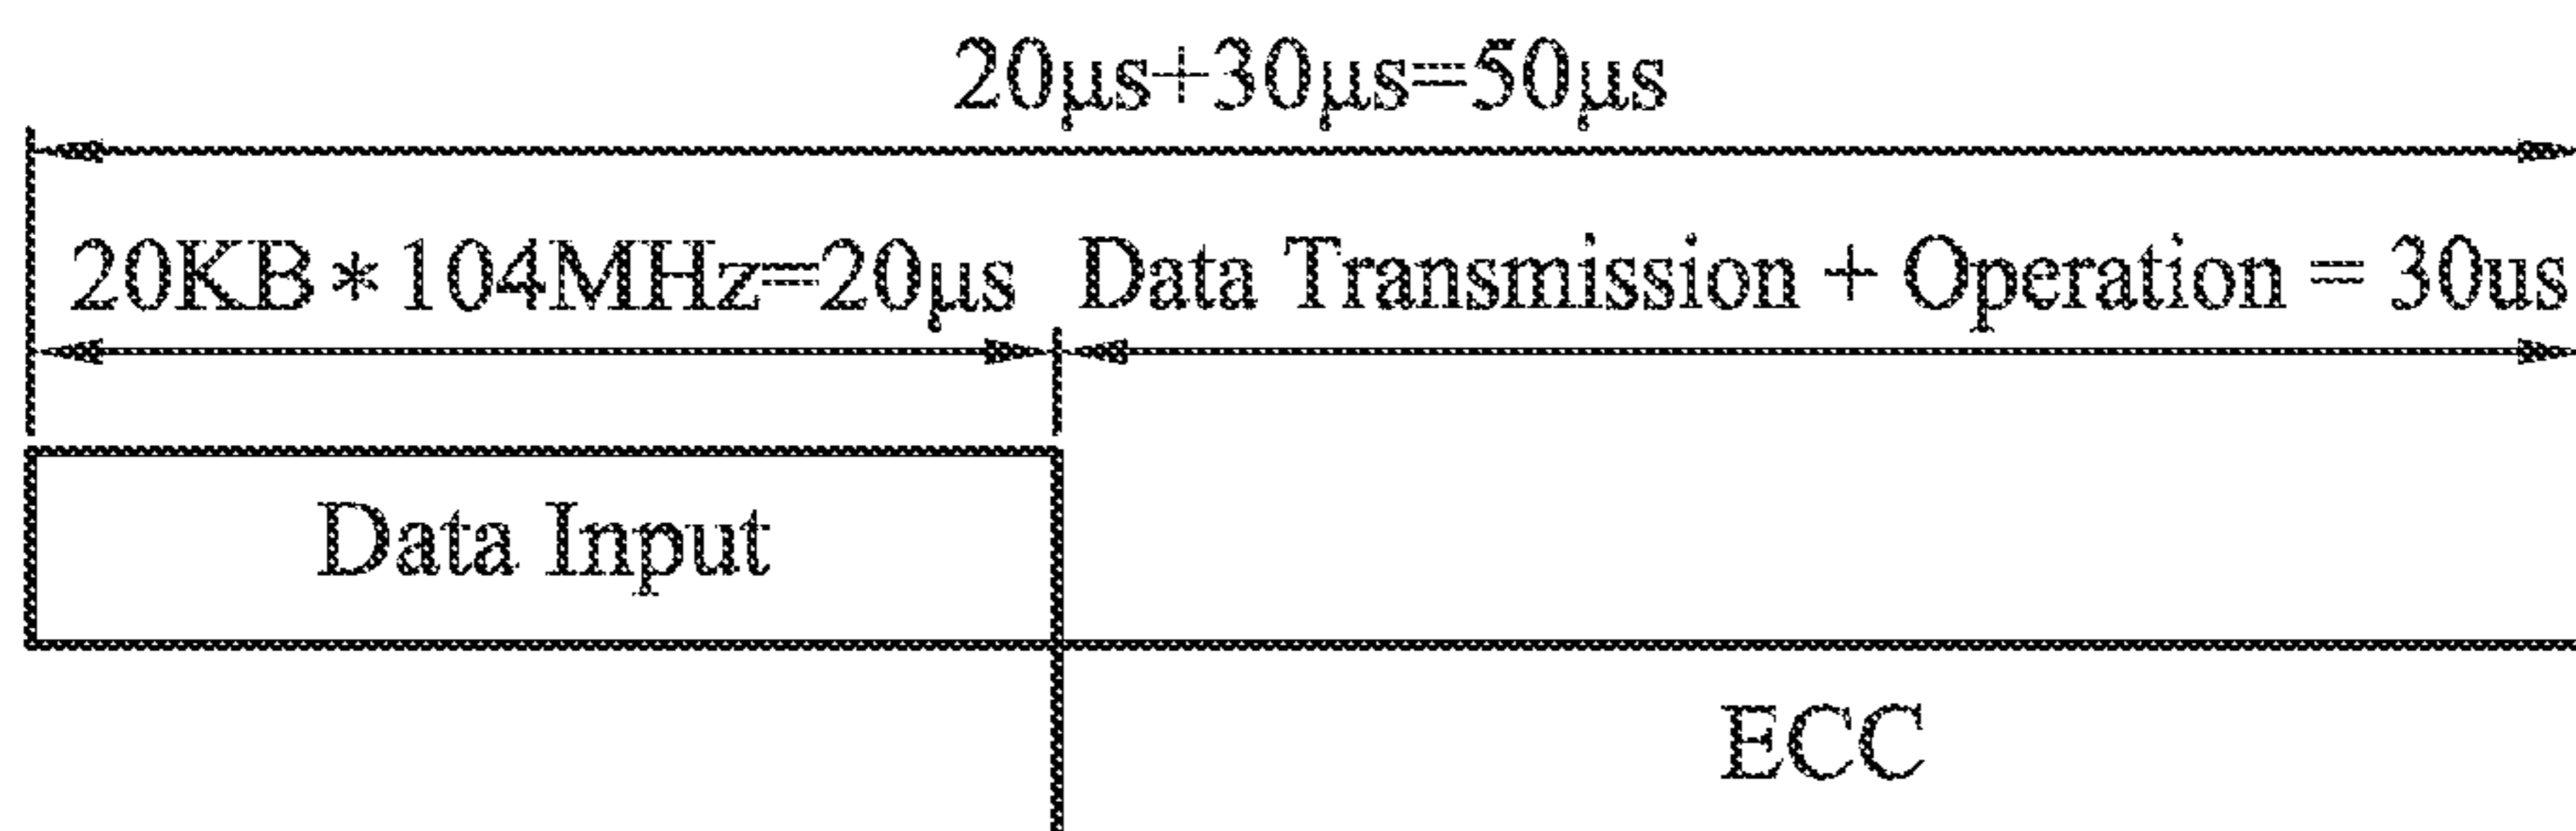 20µs+30µs=50µs
20KB*104MHz=20µs Data Transmission + Operation = 30us
Data Input
ECC